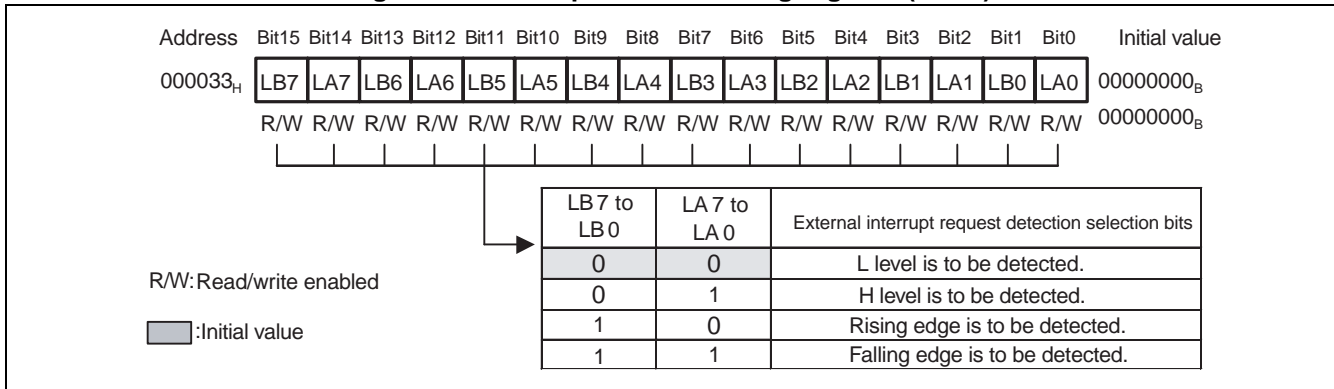 Address Bit15 Bit14 Bit13 Bit12 Bit11 Bit10 Bit9 Bit8 Bit7 Bit6 Bit5 Bit4 Bit3 Bit2 Bit1 Bit0 Initial value
000033H LB7 LA7 LB6 LA6 LB5 LA5 LB4 LA4 LB3 LA3 LB2 LA2 LB1 LA1 LB0 LA0 00000000B
R/W R/W R/W R/W R/W R/W R/W R/W R/W R/W R/W R/W R/W R/W R/W R/W 00000000B
LB7 to LB0 LA7 to LA0 External interrupt request detection selection bits
0 0 L level is to be detected.
0 1 H level is to be detected.
1 0 Rising edge is to be detected.
1 1 Falling edge is to be detected.
R/W:Read/write enabled
:Initial value